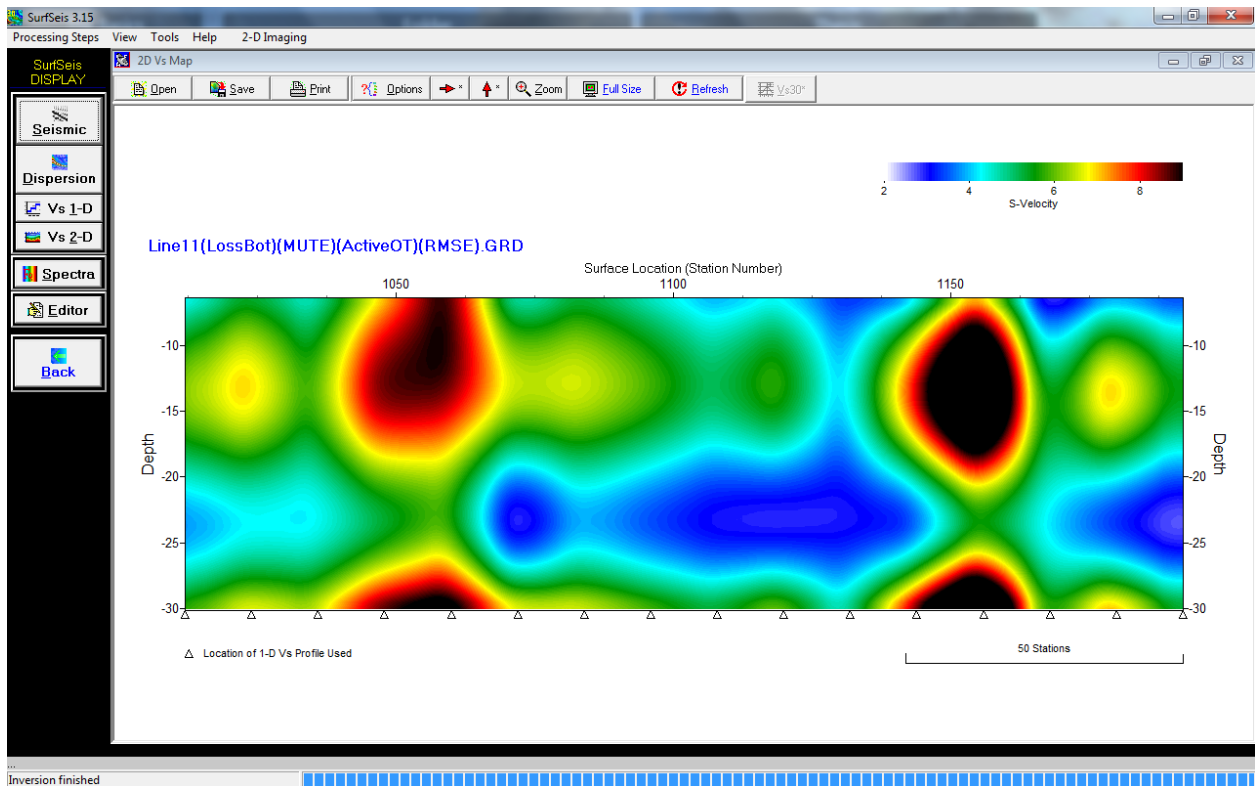 SurfSeis 3.15
Processing Steps View Tools Help 2-D Imaging
SurfSeis
DISPLAY
2D Vs Map
Open Save Print Options Zoom Full Size Refresh Vs30*
Seismic
Dispersion
Vs 1-D
Vs 2-D
Spectra
Editor
Back
2 4 6 8
S-Velocity
Line11(LossBot)(MUTE)(ActiveOT)(RMSE).GRD
Surface Location (Station Number)
1050 1100 1150
-10 -10
-15 -15
Depth Depth
-20 -20
-25 -25
-30 -30
Location of 1-D Vs Profile Used
50 Stations
...
Inversion finished